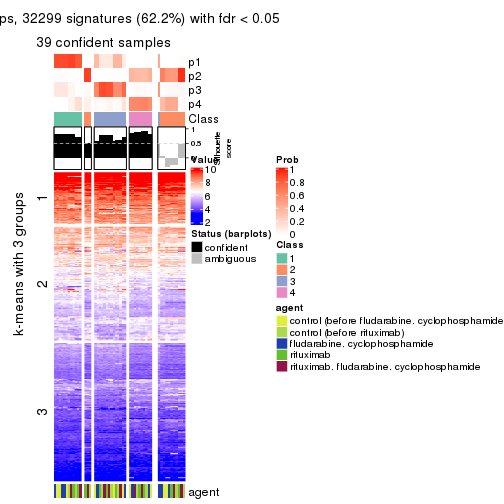 ps, 32299 signatures (62.2%) with fdr < 0.05
39 confident samples
p1
p2
p3
p4
Class
1
0.5
0
Silhouette
score
k-means with 3 groups
1
2
3
Value
10
8
6
4
2
Status (barplots)
confident
ambiguous
Prob
1
0.8
0.6
0.4
0.2
0
Class
1
2
3
4
agent
control (before fludarabine. cyclophosphamide
control (before rituximab)
fludarabine. cyclophosphamide
rituximab
rituximab. fludarabine. cyclophosphamide
agent